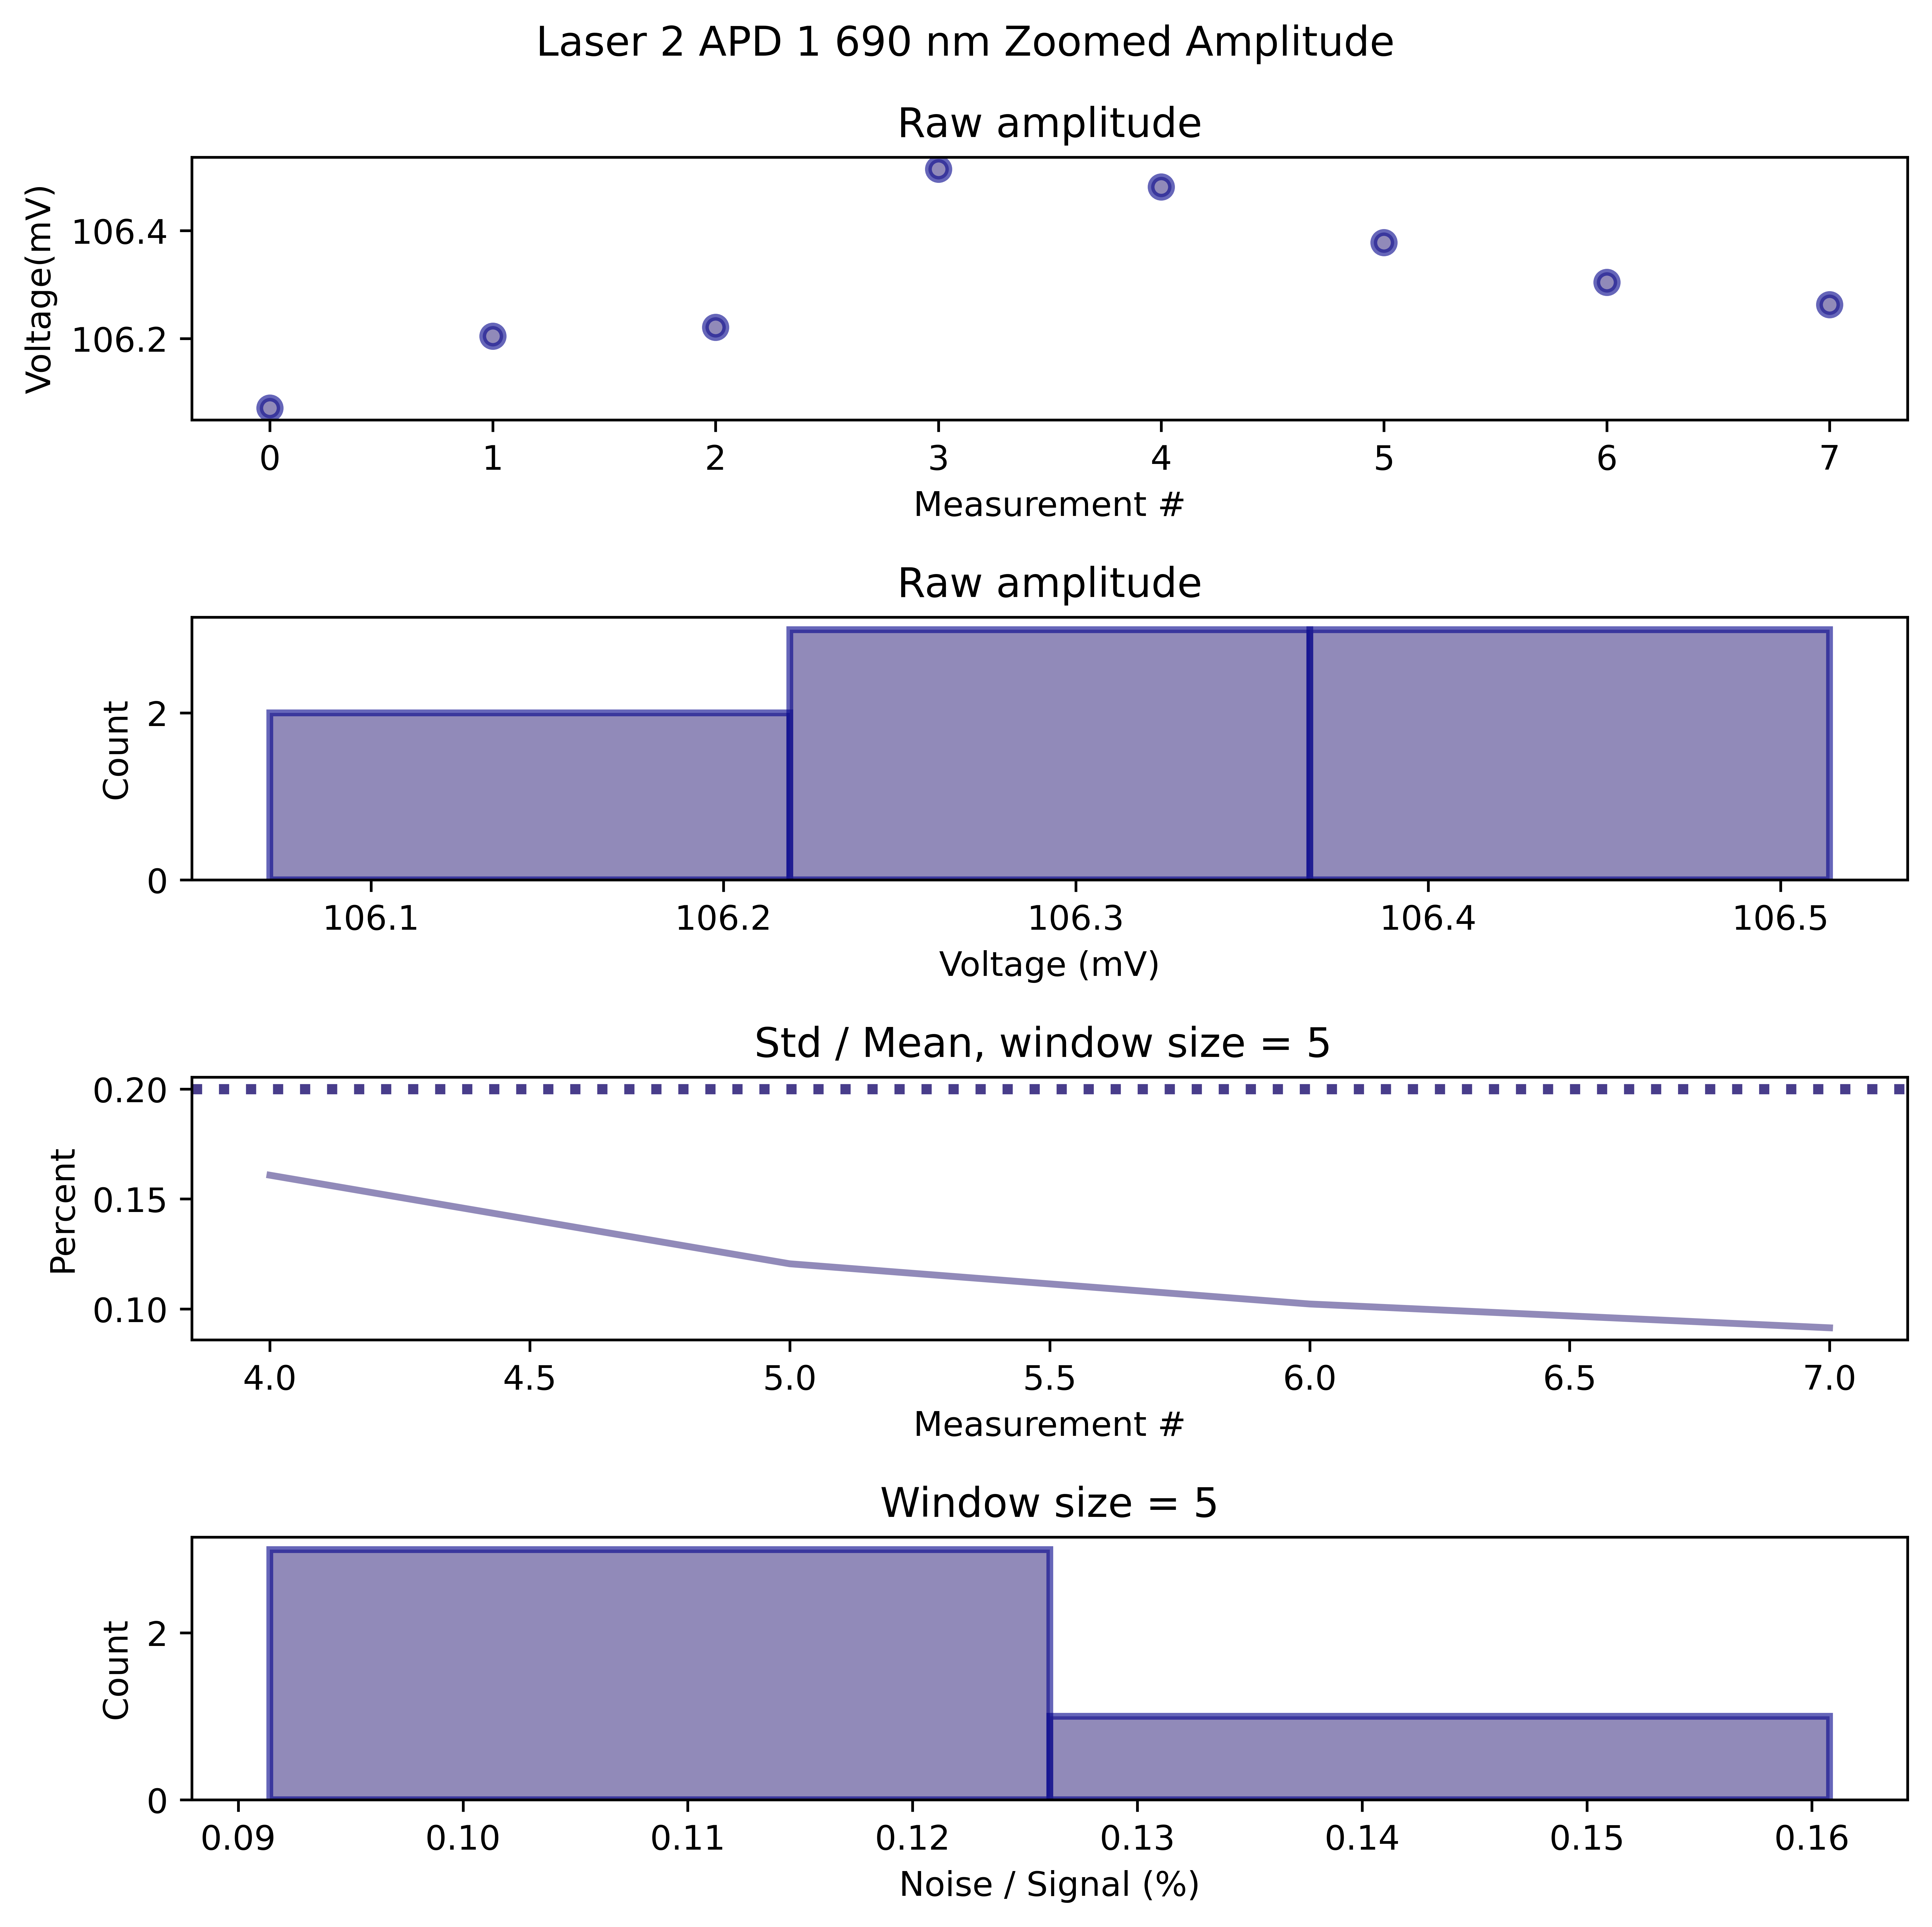 Laser 2 APD 1 690 nm Zoomed Amplitude
Raw amplitude
Voltage(mV)
106.4
106.2
0 1 2 3 4 5 6 7
Measurement #
Raw amplitude
Count
2
0
106.1 106.2 106.3 106.4 106.5
Voltage (mV)
Std / Mean, window size = 5
Percent
0.20
0.15
0.10
4.0 4.5 5.0 5.5 6.0 6.5 7.0
Measurement #
Window size = 5
Count
2
0
0.09 0.10 0.11 0.12 0.13 0.14 0.15 0.16
Noise / Signal (%)